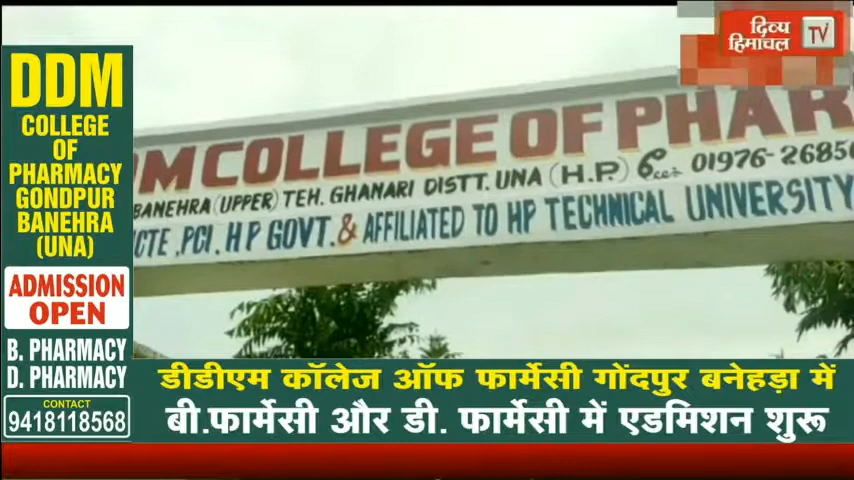 दिव्य
हिमाचल TV
DDM
COLLEGE
OF
PHARMACY
GONDPUR
BANEHRA
(UNA)
ADMISSION
OPEN
B. PHARMACY
D. PHARMACY
CONTACT
9418118568
DM COLLEGE OF PHAR
BANEHRA (UPPER) TEH. GHANARI DISTT. UNA (H.P.) 01976-2685
CTE, PCI. H P GOVT. & AFFILIATED TO HP TECHNICAL UNIVERSITY
डीडीएम कॉलेज ऑफ फार्मेसी गोंदपुर बनेहड़ा में
बी.फार्मेसी और डी. फार्मेसी में एडमिशन शुरू